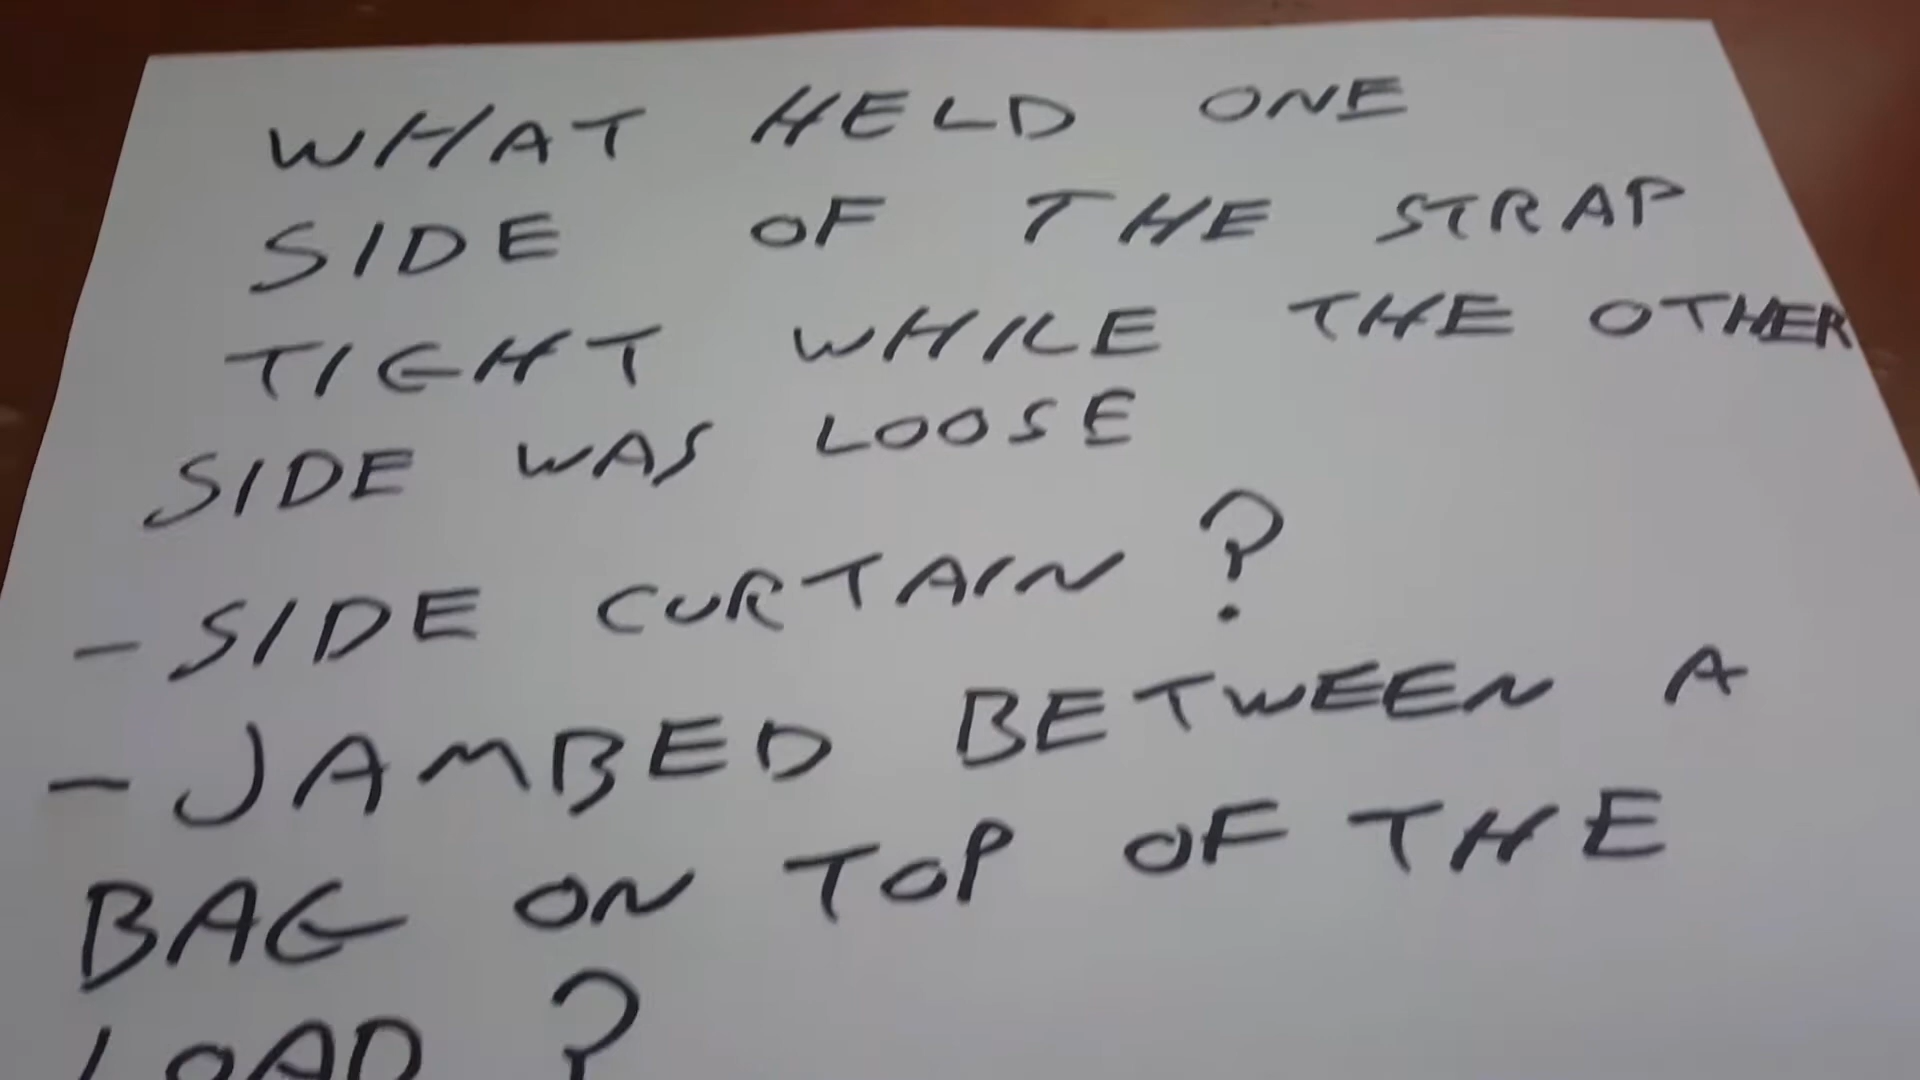 WHAT HELD ONE
SIDE OF THE STRAP
TIGHT WHILE THE OTHER
SIDE WAS LOOSE
- SIDE CURTAIN ?
- JAMBED BETWEEN A
BAG ON TOP OF THE
LOAD ?